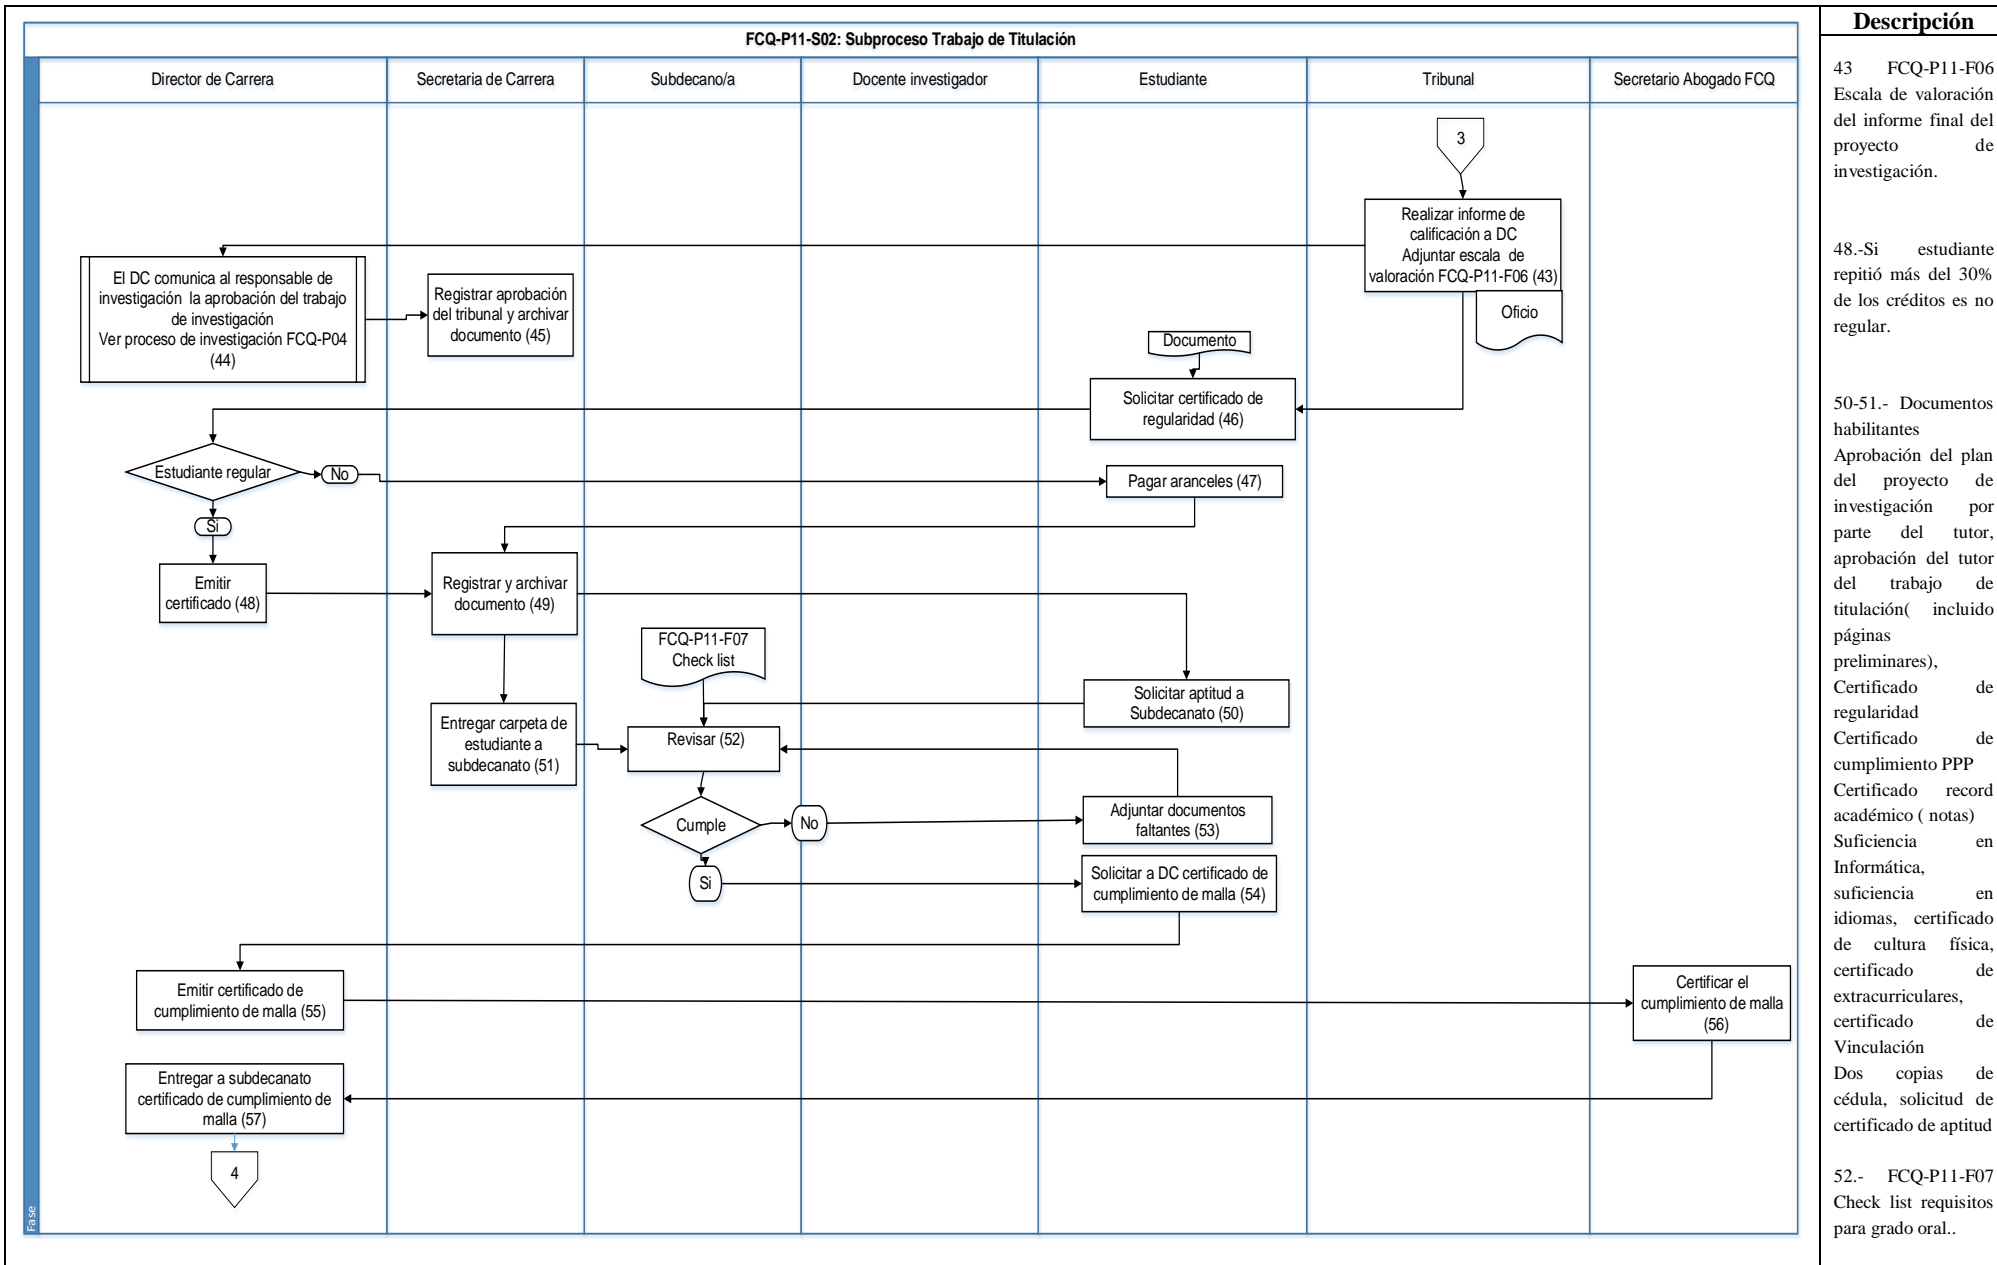 FCQ-P11-S02: Subproceso Trabajo de Titulación
Director de Carrera
Secretaria de Carrera
Subdecano/a
Docente investigador
Estudiante
Tribunal
Secretario Abogado FCQ
3
Realizar informe de
calificación a DC
Adjuntar escala de
valoración FCQ-P11-F06 (43)
Oficio
El DC comunica al responsable de
investigación la aprobación del trabajo
de investigación
Ver proceso de investigación FCQ-P04
(44)
Registrar aprobación
del tribunal y archivar
documento (45)
Documento
Solicitar certificado de
regularidad (46)
Estudiante regular
No
Pagar aranceles (47)
Si
Emitir
certificado (48)
Registrar y archivar
documento (49)
FCQ-P11-F07
Check list
Solicitar aptitud a
Subdecanato (50)
Entregar carpeta de
estudiante a
subdecanato (51)
Revisar (52)
Cumple
No
Adjuntar documentos
faltantes (53)
Si
Solicitar a DC certificado de
cumplimiento de malla (54)
Emitir certificado de
cumplimiento de malla (55)
Certificar el
cumplimiento de malla
(56)
Entregar a subdecanato
certificado de cumplimiento de
malla (57)
4
Fase
Descripción
43 FCQ-P11-F06
Escala de valoración
del informe final del
proyecto de
investigación.
48.-Si estudiante
repitió más del 30%
de los créditos es no
regular.
50-51.- Documentos
habilitantes
Aprobación del plan
del proyecto de
investigación por
parte del tutor,
aprobación del tutor
del trabajo de
titulación( incluido
páginas
preliminares),
Certificado de
regularidad
Certificado de
cumplimiento PPP
Certificado record
académico ( notas)
Suficiencia en
Informática,
suficiencia en
idiomas, certificado
de cultura física,
certificado de
extracurriculares,
certificado de
Vinculación
Dos copias de
cédula, solicitud de
certificado de aptitud
52.- FCQ-P11-F07
Check list requisitos
para grado oral..